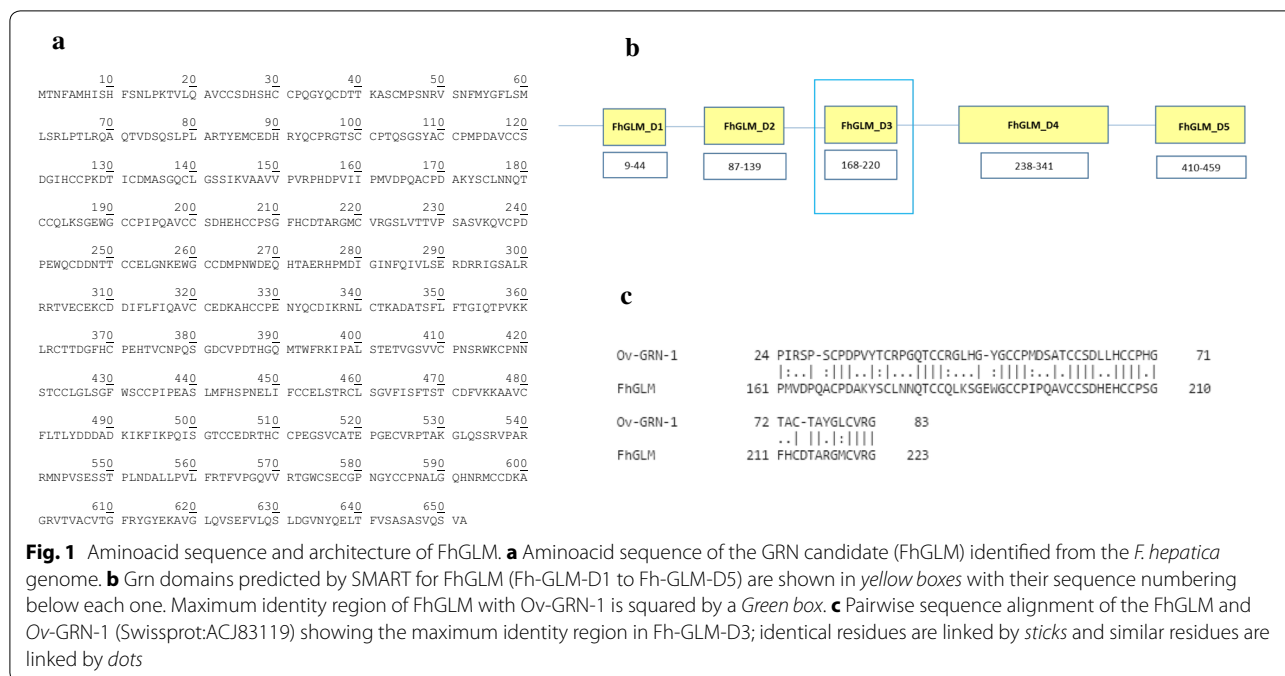 a
10 20 30 40 50 60
MTNFAMHISH FSNLPKTVLQ AVCCSDHSHC CPQGYQCDTT KASCMPSNRV SNFMYGFLSM
70 80 90 100 110 120
LSRLPTLRQA QTVDSQSLPL ARTYEMCEDH RYQCPRGTSC CPTQSGSYAC CPMPDAVCCS
130 140 150 160 170 180
DGIHCCPKDT ICDMASGQCL GSSIKVAAVV PVRPHDPVII PMVDPQACPD AKYSCLNNQT
190 200 210 220 230 240
CCQLKSGEWG CCPIPQAVCC SDHEHCCPSG FHCDTARGMC VRGSLVTTVP SASVKQVCPD
250 260 270 280 290 300
PEWQCDDNTT CCELGNKEWG CCDMPNWDEQ HTAERHPMDI GINFQIVLSE RDRRIGSALR
310 320 330 340 350 360
RRTVECEKCD DIFLFIQAVC CEDKAHCCPE NYQCDIKRNL CTKADATSFL FTGIQTPVKK
370 380 390 400 410 420
LRCTTDGFHC PEHTVCNPQS GDCVPDTHGQ MTWFRKIPAL STETVGSVVC PNSRWKCPNN
430 440 450 460 470 480
STCCLGLSGF WSCCPIPEAS LMFHSPNELI FCCELSTRCL SGVFISFTST CDFVKKAAVC
490 500 510 520 530 540
FLTLYDDDAD KIKFIKPQIS GTCCEDRTHC CPEGSVCATE PGECVRPTAK GLQSSRVPAR
550 560 570 580 590 600
RMNPVSESST PLNDALLPVL FRTFVPGQVV RTGWCSECGP NGYCCPNALG QHNRMCCDKA
610 620 630 640 650
GRVTVACVTG FRYGYEKAVG LQVSEFVLQS LDGVNYQELT FVSASASVQS VA
b
FhGLM_D1 FhGLM_D2 FhGLM_D3 FhGLM_D4 FhGLM_D5
9-44 87-139 168-220 238-341 410-459
c
Ov-GRN-1 24 PIRSP-SCPDPVYTCRPGQTCCRGLHG-YGCCPMDSATCCSDLLHCCPHG 71
|:..| :|||..|:|...||||:...| :||||:..|.||||..||||.|
FhGLM 161 PMVDPQACPDAKYSCLNNQTCCQLKSGEWGCCPIPQAVCCSDHEHCCPSG 210
Ov-GRN-1 72 TAC-TAYGLCVRG 83
..| ||.|:||||
FhGLM 211 FHCDTARGMCVRG 223
Fig. 1 Aminoacid sequence and architecture of FhGLM. a Aminoacid sequence of the GRN candidate (FhGLM) identified from the F. hepatica
genome. b Grn domains predicted by SMART for FhGLM (Fh-GLM-D1 to Fh-GLM-D5) are shown in yellow boxes with their sequence numbering
below each one. Maximum identity region of FhGLM with Ov-GRN-1 is squared by a Green box. c Pairwise sequence alignment of the FhGLM and
Ov-GRN-1 (Swissprot:ACJ83119) showing the maximum identity region in Fh-GLM-D3; identical residues are linked by sticks and similar residues are
linked by dots